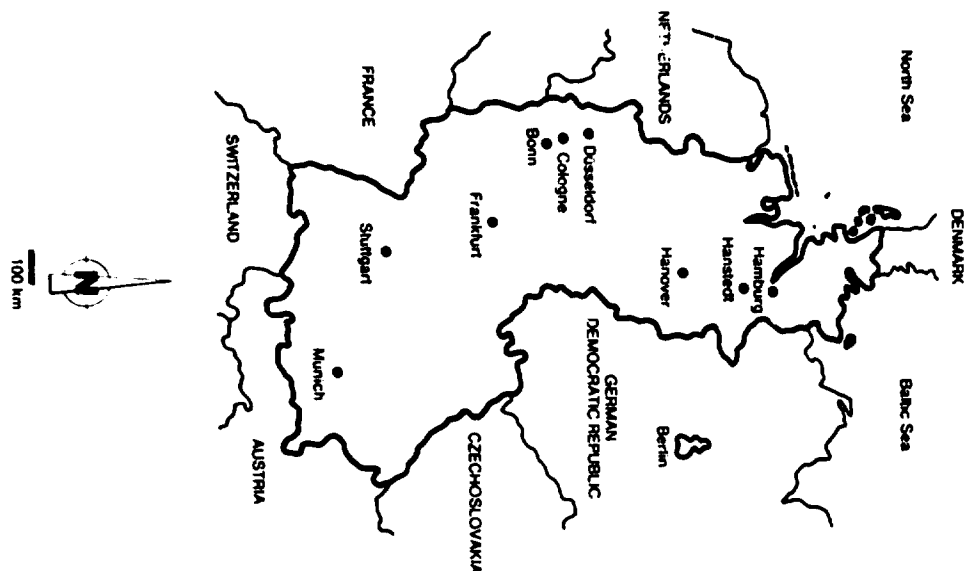 North Sea
DENMARK
Baltic Sea
NETHERLANDS
Hamburg
Hanstedt
Hanover
Berlin
Düsseldorf
Cologne
Bonn
GERMAN
DEMOCRATIC REPUBLIC
FRANCE
Frankfurt
CZECHOSLOVAKIA
Stuttgart
Munich
SWITZERLAND
AUSTRIA
N
100 km